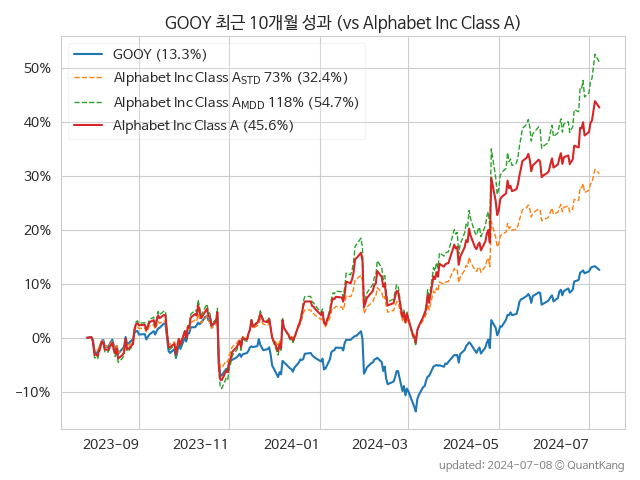 GOOY 최근 10개월 성과 (vs Alphabet Inc Class A)
GOOY (13.3%)
Alphabet Inc Class A STD 73% (32.4%)
Alphabet Inc Class A MDD 118% (54.7%)
Alphabet Inc Class A (45.6%)
50%
40%
30%
20%
10%
0%
−10%
2023-09
2023-11
2024-01
2024-03
2024-05
2024-07
updated: 2024-07-08 © QuantKang